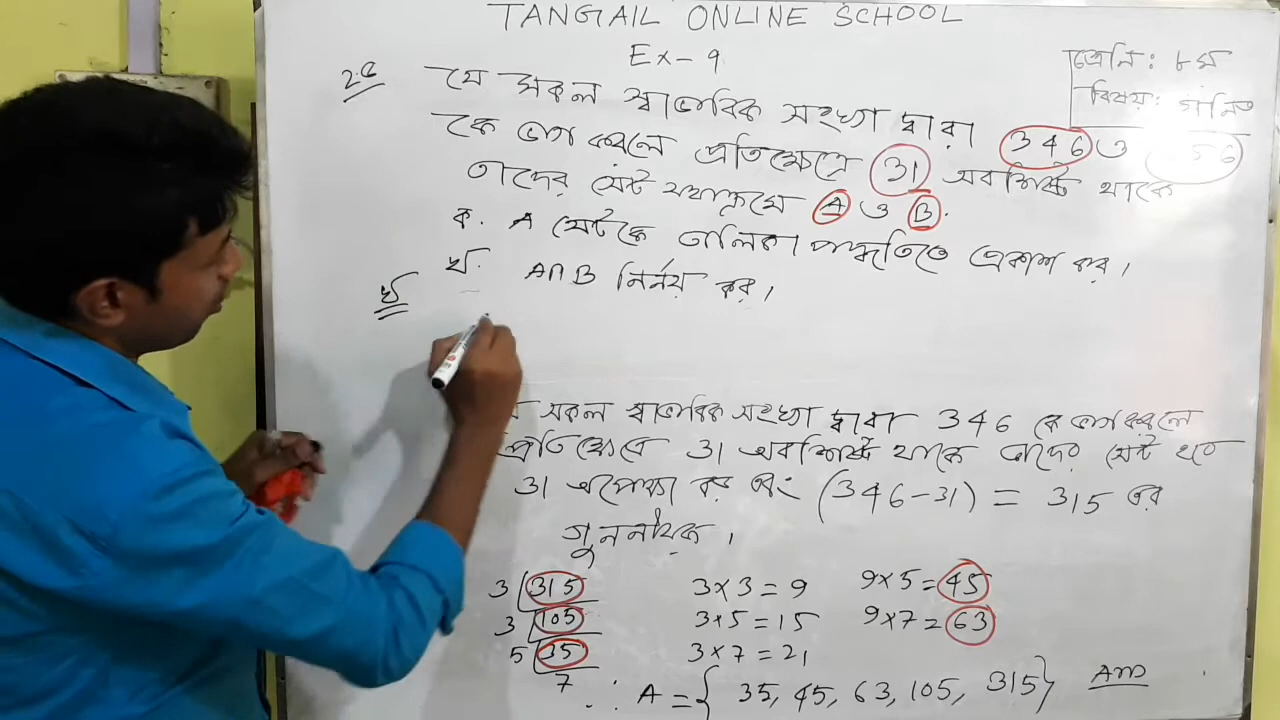 TANGAIL ONLINE SCHOOL
Ex-9
শ্রেনি: ৮ম
বিষয়: গনিত
যে সকল স্বাভাবিক সংখ্যা দ্বারা 346 ও 556
কে ভাগ করলে প্রতিক্ষেত্রে 31 অবশিষ্ট থাকে
তাদের সেট যথাক্রমে A ও B.
ক. A সেটকে তালিকা পদ্ধতিতে প্রকাশ কর।
খ. A∩B নির্নয় কর।
খ
সকল স্বাভাবিক সংখ্যা দ্বারা 346 কে ভাগ করলে
প্রতিক্ষেত্রে 31 অবশিষ্ট থাকে তাদের সেট হবে
31 অপেক্ষা বড় এবং (346-31) = 315 এর
গুননীয়ক।
3 315 3×3=9 9×5=45
3 105 3×5=15 9×7=63
5 35 3×7=21
7
∴ A = { 35, 45, 63, 105, 315} Ans